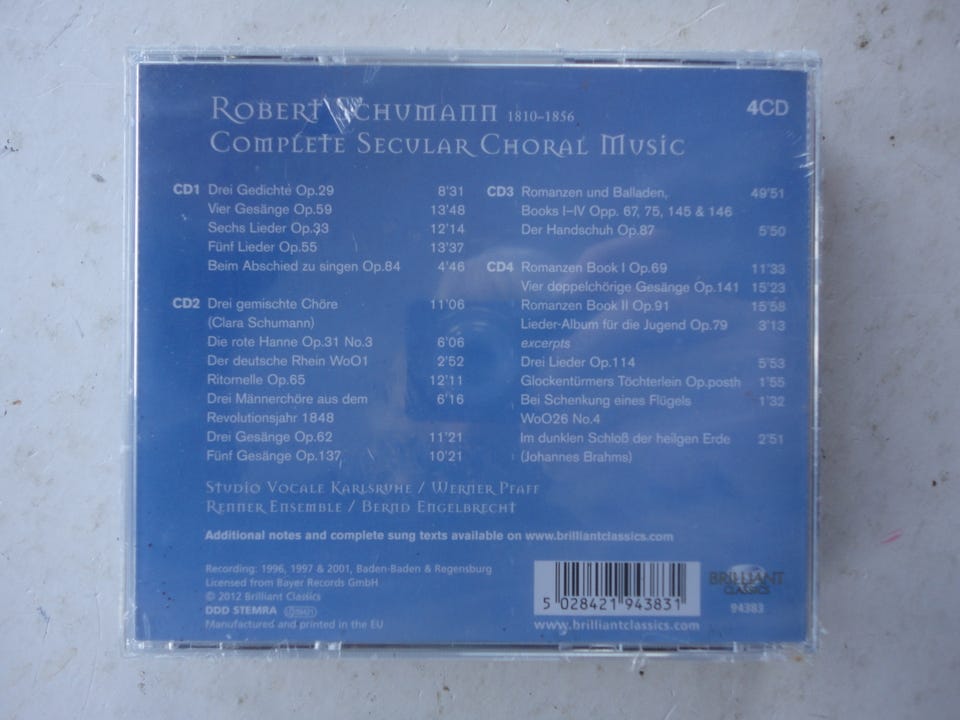 ROBERT SCHUMANN 1810–1856
4CD
COMPLETE SECULAR CHORAL MUSIC
CD1 Drei Gedichte Op.29 8'31
Vier Gesänge Op.59 13'48
Sechs Lieder Op.33 12'14
Fünf Lieder Op.55 13'37
Beim Abschied zu singen Op.84 4'46
CD2 Drei gemischte Chöre 11'06
(Clara Schumann)
Die rote Hanne Op.31 No.3 6'06
Der deutsche Rhein WoO1 2'52
Ritornelle Op.65 12'11
Drei Männerchöre aus dem 6'16
Revolutionsjahr 1848
Drei Gesänge Op.62 11'21
Fünf Gesänge Op.137 10'21
CD3 Romanzen und Balladen, 49'51
Books I–IV Opp. 67, 75, 145 & 146
Der Handschuh Op.87 5'50
CD4 Romanzen Book I Op.69 11'33
Vier doppelchörige Gesänge Op.141 15'23
Romanzen Book II Op.91 15'58
Lieder-Album für die Jugend Op.79 3'13
excerpts
Drei Lieder Op.114 5'53
Glockentürmers Töchterlein Op.posth 1'55
Bei Schenkung eines Flügels 1'32
WoO26 No.4
Im dunklen Schloß der heilgen Erde 2'51
(Johannes Brahms)
STUDIO VOCALE KARLSRUHE / WERNER PFAFF
RENNER ENSEMBLE / BERND ENGELBRECHT
Additional notes and complete sung texts available on www.brilliantclassics.com
Recording: 1996, 1997 & 2001, Baden-Baden & Regensburg
Licensed from Bayer Records GmbH
℗ 2012 Brilliant Classics
DDD STEMRA
Manufactured and printed in the EU
5 028421 943831
www.brilliantclassics.com
BRILLIANT
CLASSICS
94383